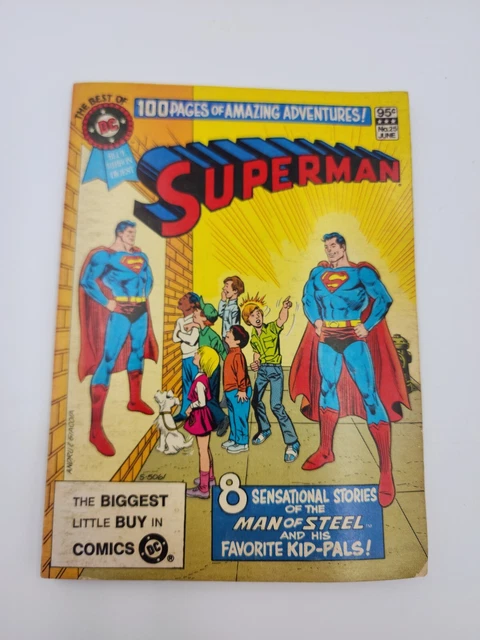 THE BEST OF
DC
100 PAGES OF AMAZING ADVENTURES!
95¢
No. 25
JUNE
SUPERMAN
S
S
THE BIGGEST
LITTLE BUY IN
COMICS DC ®
8 SENSATIONAL STORIES
OF THE
MAN OF STEEL ™
AND HIS
FAVORITE KID-PALS!